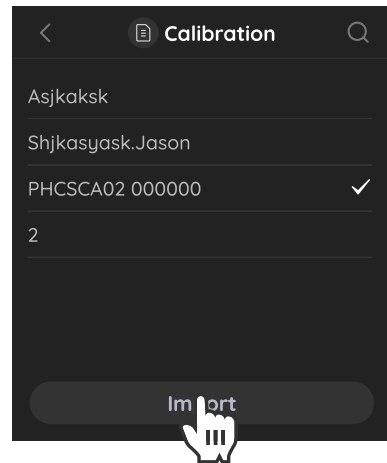 Calibration
Asjkaksk
Shjkasyask.Jason
PHCSCA02 000000
2
Import